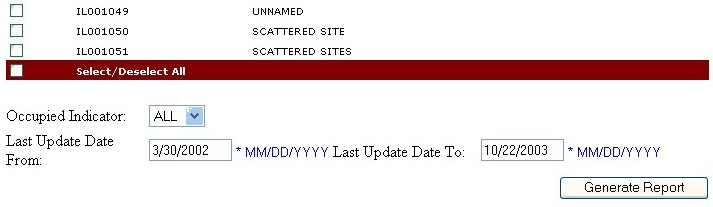 IL001049 UNNAMED
IL001050 SCATTERED SITE
IL001051 SCATTERED SITES
Select/Deselect All
Occupied Indicator: ALL
Last Update Date From: 3/30/2002 * MM/DD/YYYY Last Update Date To: 10/22/2003 * MM/DD/YYYY
Generate Report